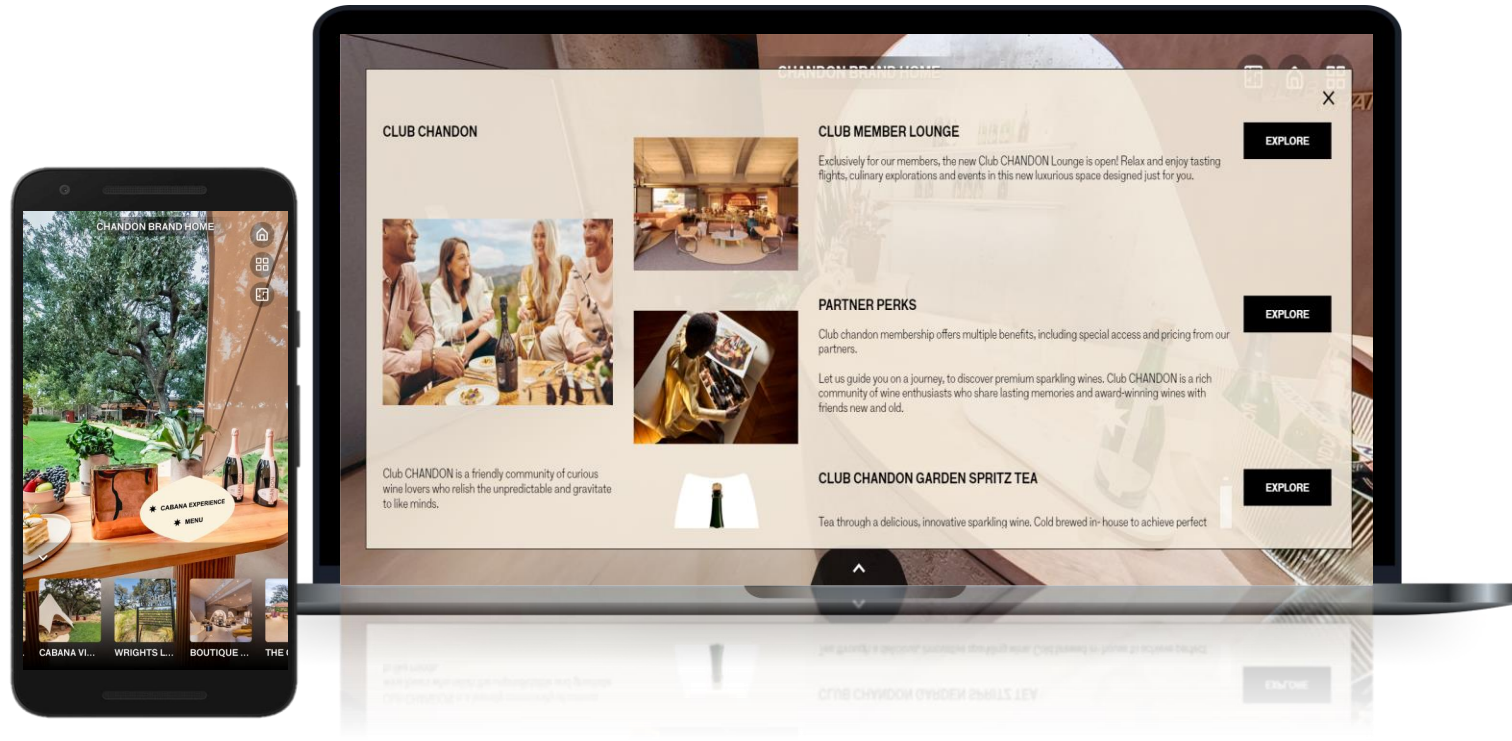 CHANDON BRAND HOME
CABANA EXPERIENCE
MENU
CABANA VI...
WRIGHTS L...
BOUTIQUE ...
THE
CHANDON BRAND HOME
X
CLUB CHANDON
Club CHANDON is a friendly community of curious
wine lovers who relish the unpredictable and gravitate
to like minds.
CLUB MEMBER LOUNGE
EXPLORE
Exclusively for our members, the new Club CHANDON Lounge is open! Relax and enjoy tasting
flights, culinary explorations and events in this new luxurious space designed just for you.
PARTNER PERKS
EXPLORE
Club chandon membership offers multiple benefits, including special access and pricing from our
partners.
Let us guide you on a journey, to discover premium sparkling wines. Club CHANDON is a rich
community of wine enthusiasts who share lasting memories and award-winning wines with
friends new and old.
CLUB CHANDON GARDEN SPRITZ TEA
EXPLORE
Tea through a delicious, innovative sparkling wine. Cold brewed in- house to achieve perfect